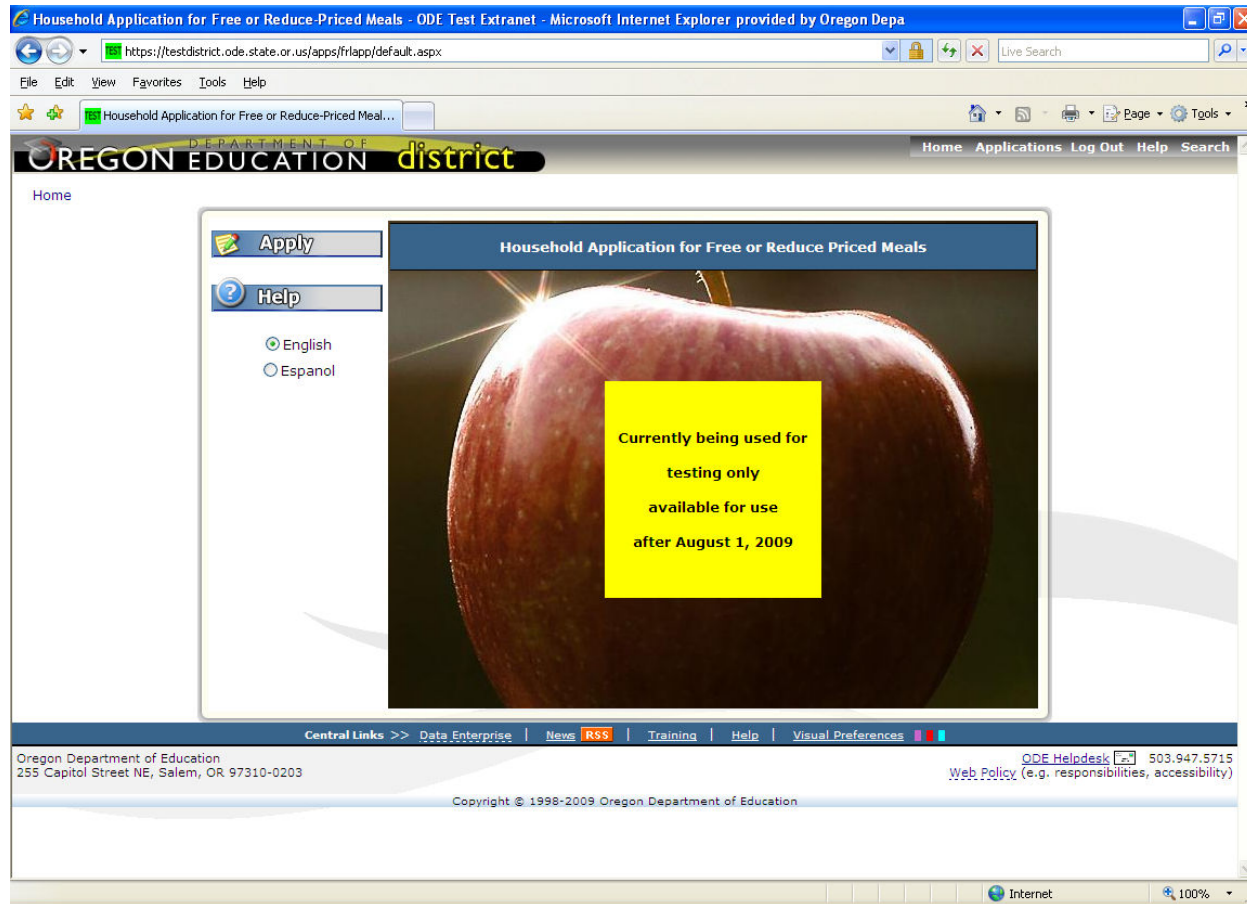 Household Application for Free or Reduce-Priced Meals - ODE Test Extranet - Microsoft Internet Explorer provided by Oregon Depa
TEST https://testdistrict.ode.state.or.us/apps/frlapp/default.aspx
Live Search
File Edit View Favorites Tools Help
TEST Household Application for Free or Reduce-Priced Meal...
Page Tools
OREGON DEPARTMENT OF EDUCATION district
Home Applications Log Out Help Search
Home
Apply
Household Application for Free or Reduce Priced Meals
Help
English
Espanol
Currently being used for
testing only
available for use
after August 1, 2009
Central Links >> Data Enterprise | News RSS | Training | Help | Visual Preferences
Oregon Department of Education
ODE Helpdesk 503.947.5715
255 Capitol Street NE, Salem, OR 97310-0203
Web Policy (e.g. responsibilities, accessibility)
Copyright © 1998-2009 Oregon Department of Education
Internet
100%